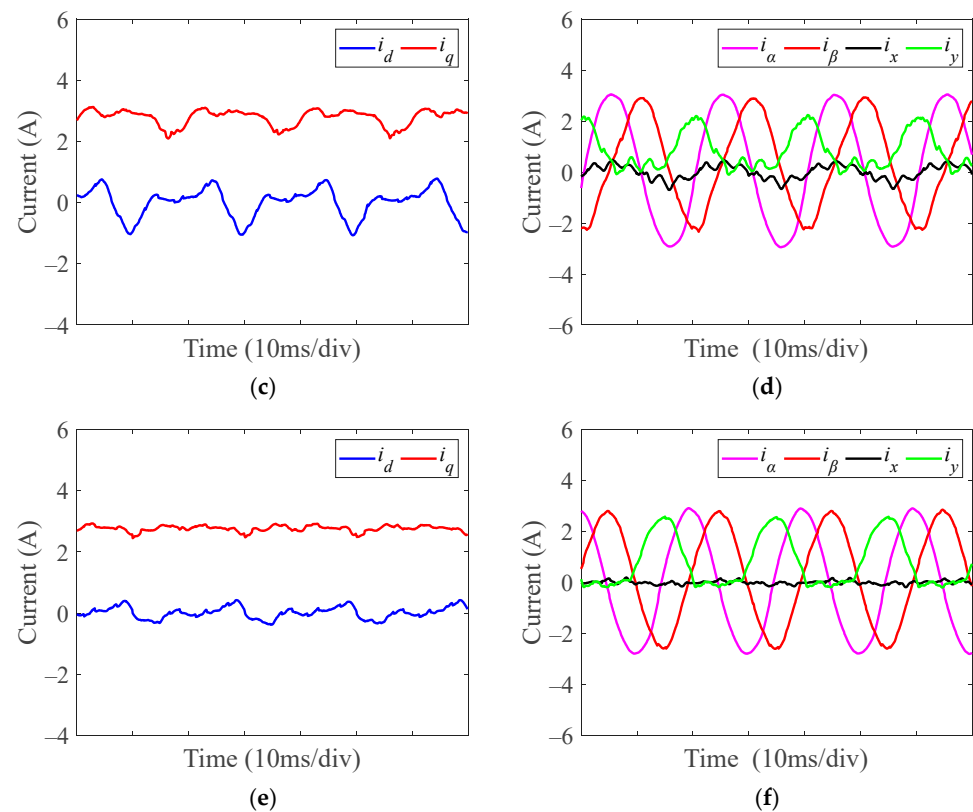 6
4
2
0
−2
−4
Current (A)
i_d i_q
Time (10ms/div)
(c)
6
4
2
0
−2
−4
−6
Current (A)
i_α i_β i_x i_y
Time (10ms/div)
(d)
6
4
2
0
−2
−4
Current (A)
i_d i_q
Time (10ms/div)
(e)
6
4
2
0
−2
−4
−6
Current (A)
i_α i_β i_x i_y
Time (10ms/div)
(f)